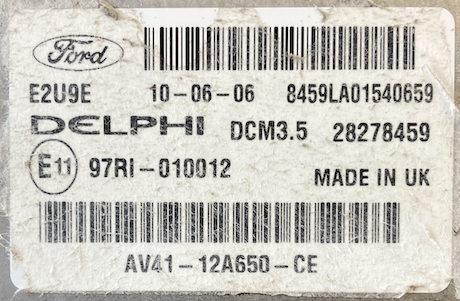 Ford
E2U9E 10-06-06 8459LA01540659
DELPHI DCM3.5 28278459
E11 97RI-010012 MADE IN UK
AV41-12A650-CE